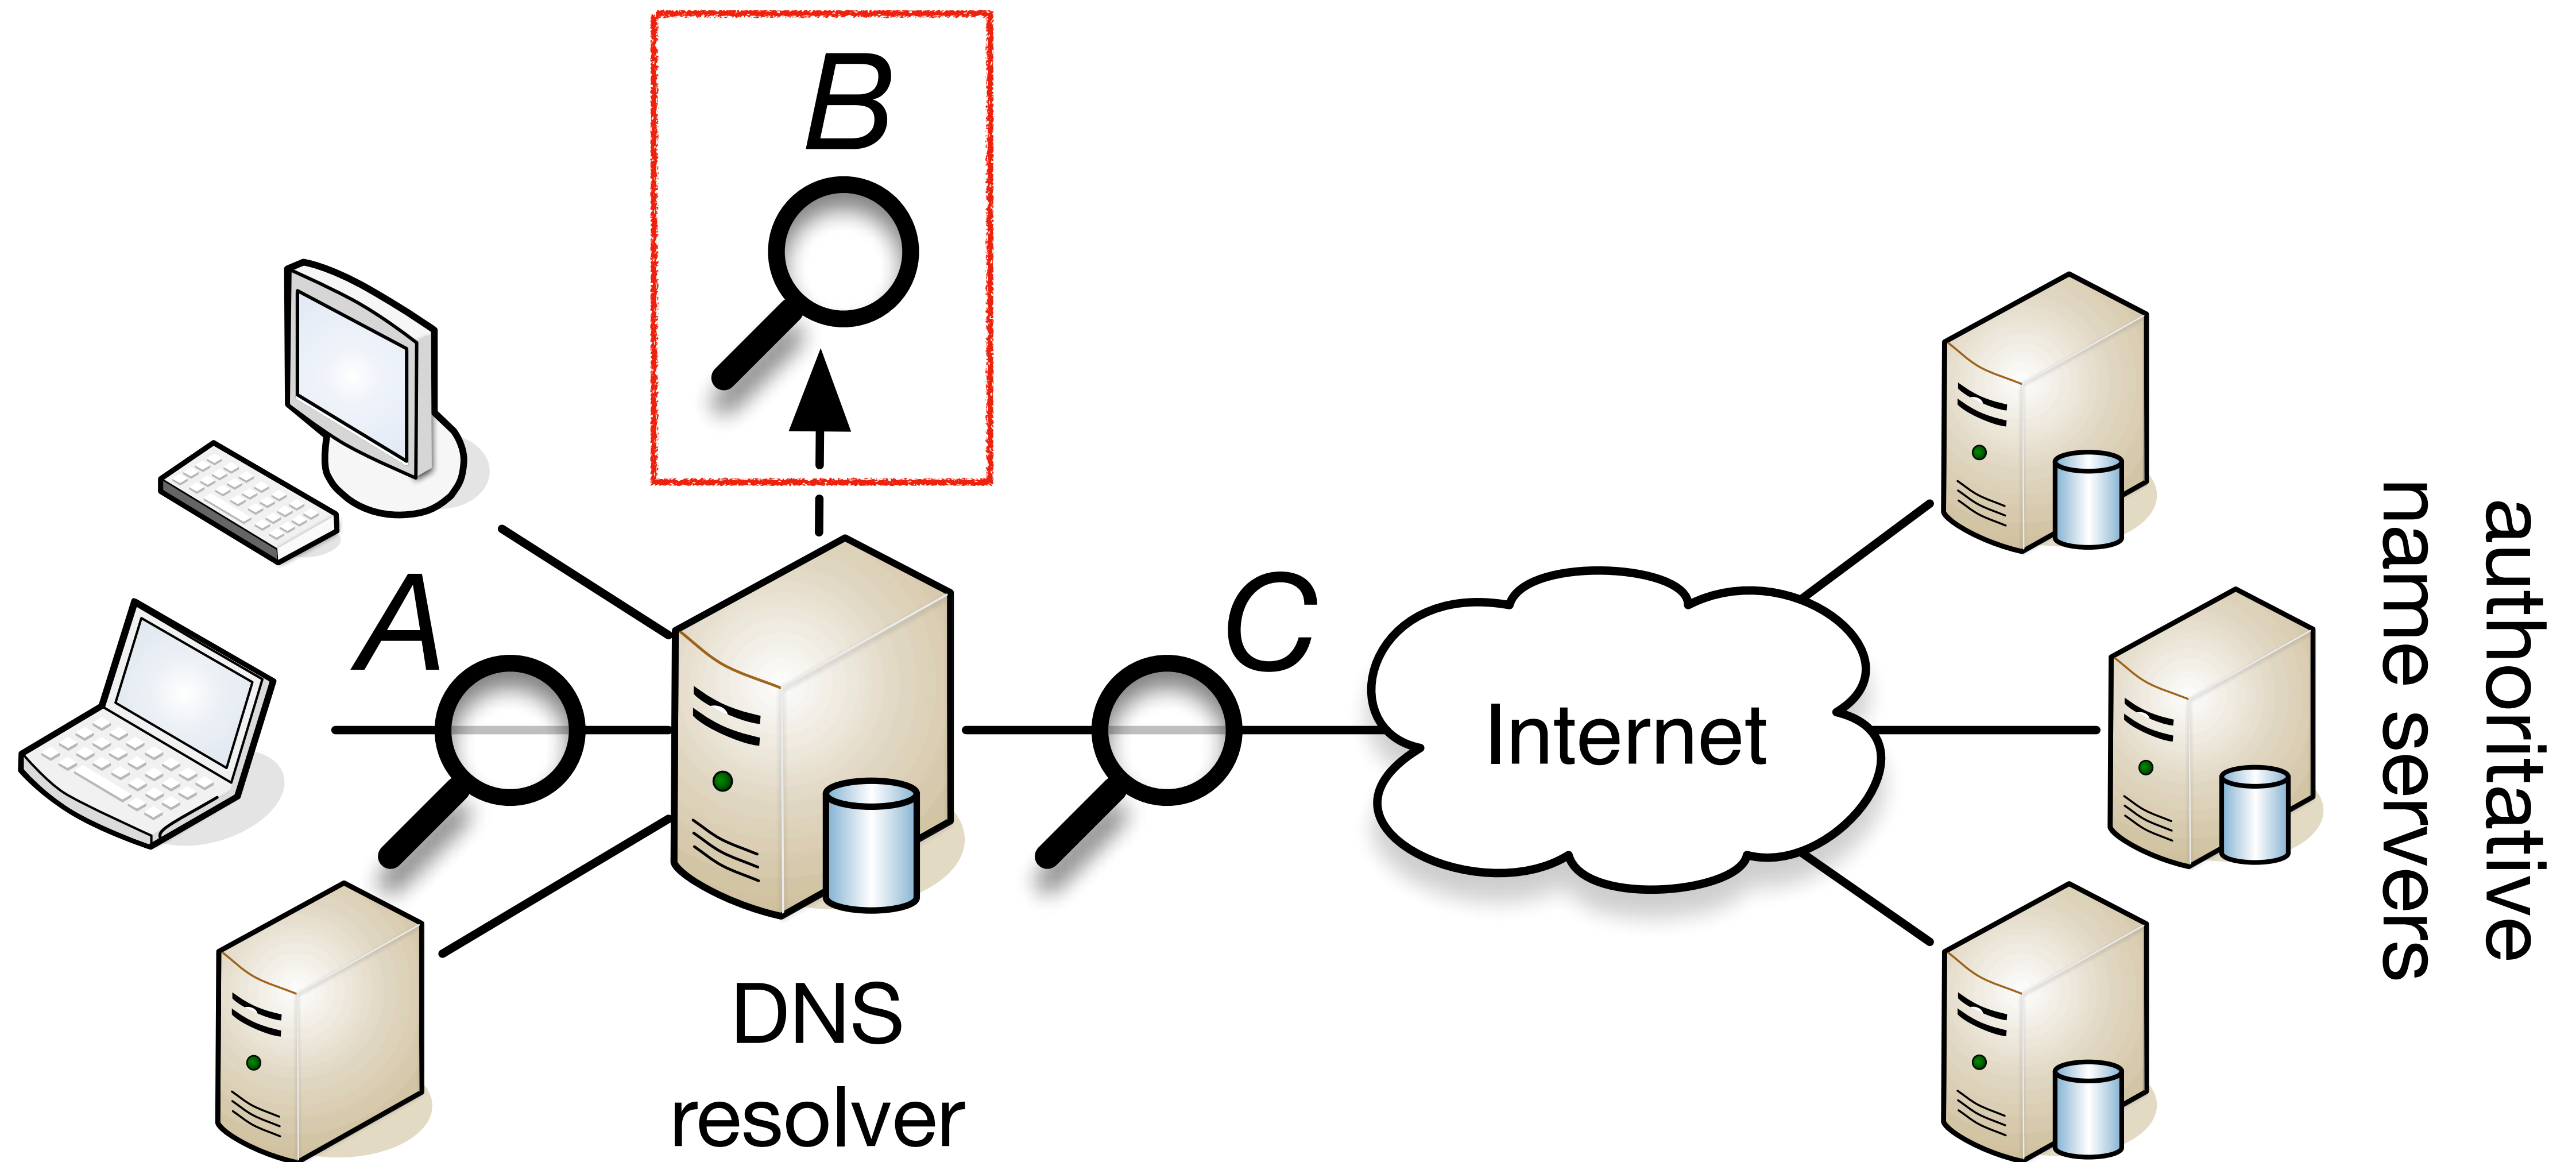 B
A
C
Internet
DNS
resolver
authoritative
name servers